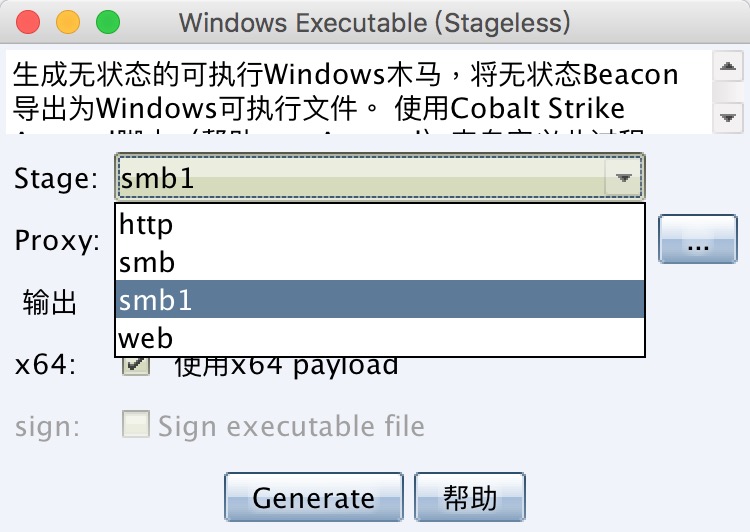 Windows Executable (Stageless)
生成无状态的可执行Windows木马，将无状态Beacon
导出为Windows可执行文件。 使用Cobalt Strike
Stage:
smb1
http
Proxy:
...
smb
输出
smb1
web
x64:
使用x64 payload
sign:
Sign executable file
Generate
帮助